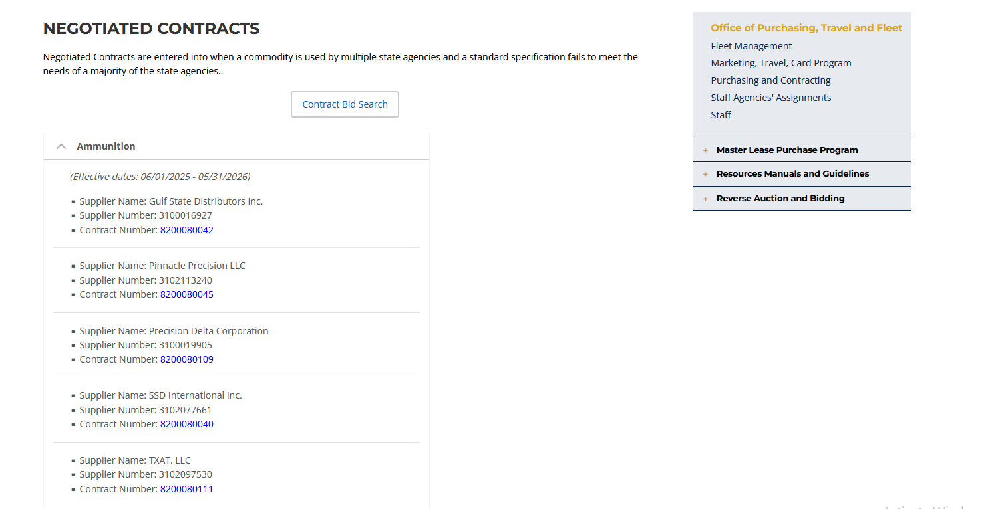 NEGOTIATED CONTRACTS
Negotiated Contracts are entered into when a commodity is used by multiple state agencies and a standard specification fails to meet the
needs of a majority of the state agencies..
Contract Bid Search
Ammunition
(Effective dates: 06/01/2025 - 05/31/2026)
Supplier Name: Gulf State Distributors Inc.
Supplier Number: 3100016927
Contract Number: 8200080042
Supplier Name: Pinnacle Precision LLC
Supplier Number: 3102113240
Contract Number: 8200080045
Supplier Name: Precision Delta Corporation
Supplier Number: 3100019905
Contract Number: 8200080109
Supplier Name: SSD International Inc.
Supplier Number: 3102077661
Contract Number: 8200080040
Supplier Name: TXAT, LLC
Supplier Number: 3102097530
Contract Number: 8200080111
Office of Purchasing, Travel and Fleet
Fleet Management
Marketing, Travel, Card Program
Purchasing and Contracting
Staff Agencies' Assignments
Staff
+ Master Lease Purchase Program
+ Resources Manuals and Guidelines
+ Reverse Auction and Bidding